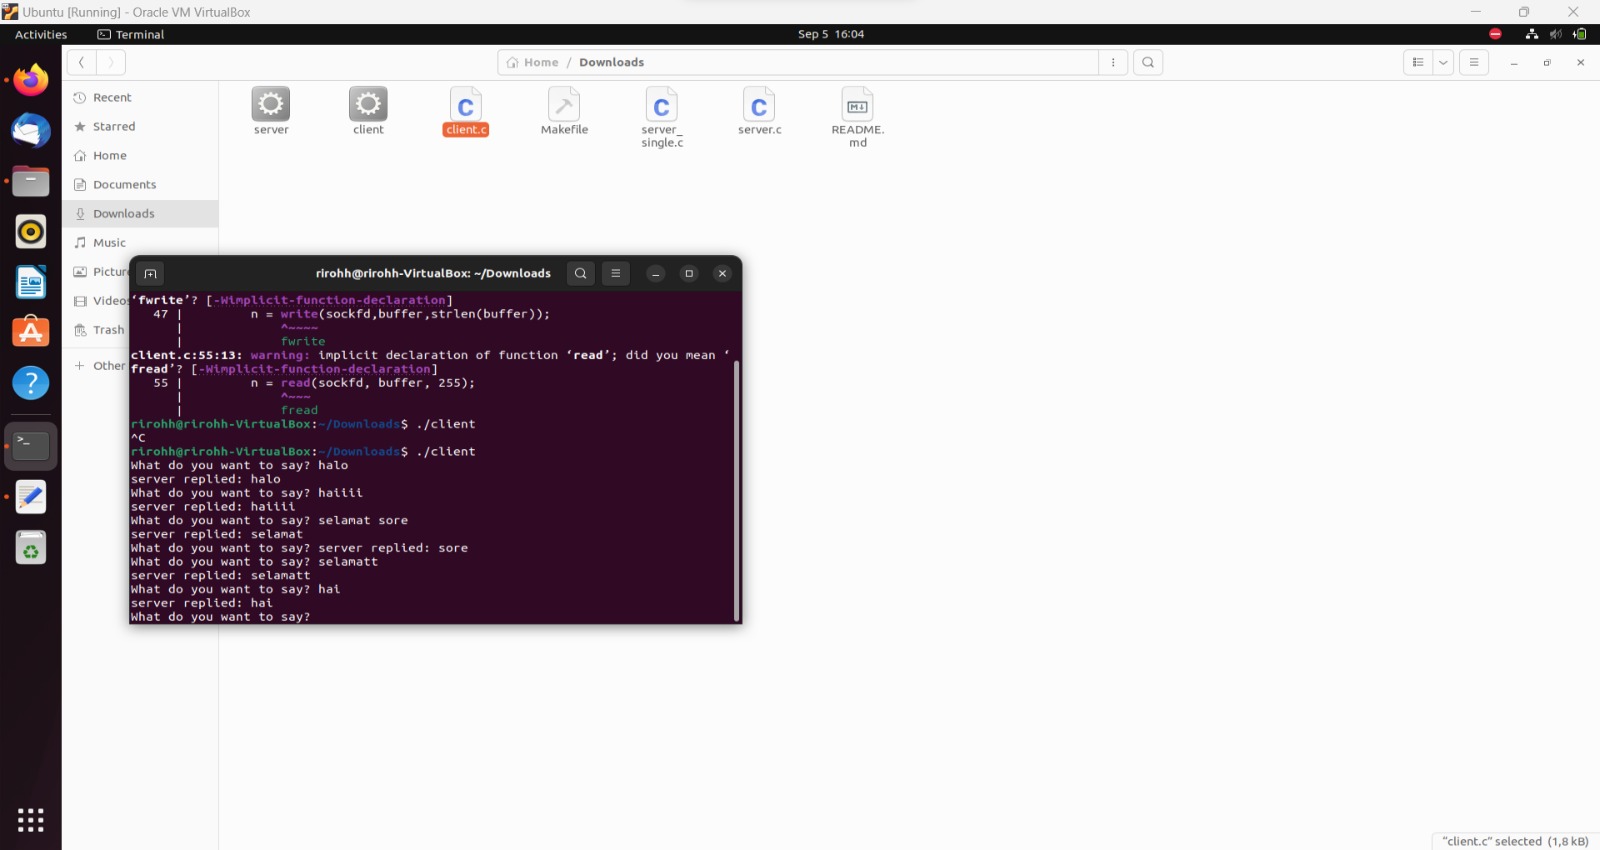 Ubuntu [Running] - Oracle VM VirtualBox
Activities
Terminal
Sep 5 16:04
Home / Downloads
Recent
Starred
Home
Documents
Downloads
Music
Pictur
Videos
Trash
+ Other
server
client
client.c
Makefile
server_
single.c
server.c
README.
md
rirohh@rirohh-VirtualBox: ~/Downloads
‘fwrite’? [-Wimplicit-function-declaration]
47 | n = write(sockfd,buffer,strlen(buffer));
| ^~~~~
| fwrite
client.c:55:13: warning: implicit declaration of function ‘read’; did you mean ‘
fread’? [-Wimplicit-function-declaration]
55 | n = read(sockfd, buffer, 255);
| ^~~~
| fread
rirohh@rirohh-VirtualBox:~/Downloads$ ./client
^C
rirohh@rirohh-VirtualBox:~/Downloads$ ./client
What do you want to say? halo
server replied: halo
What do you want to say? haiiii
server replied: haiiii
What do you want to say? selamat sore
server replied: selamat
What do you want to say? server replied: sore
What do you want to say? selamatt
server replied: selamatt
What do you want to say? hai
server replied: hai
What do you want to say?
"client.c" selected (1,8 kB)